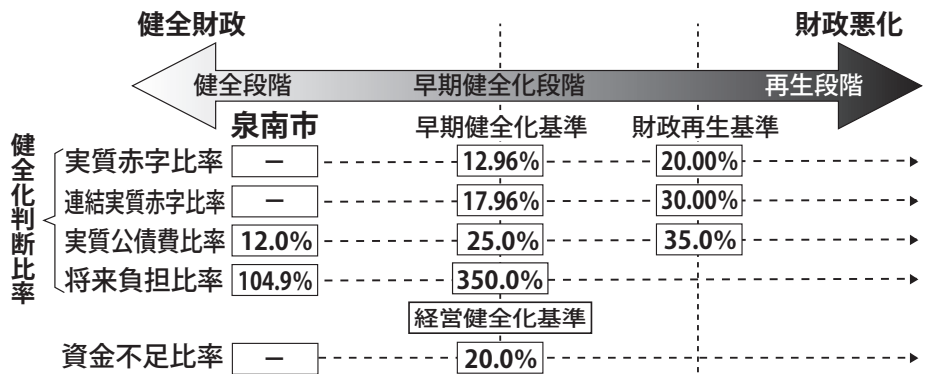 健全財政 財政悪化
健全段階 早期健全化段階 再生段階
泉南市 早期健全化基準 財政再生基準
健全化判断比率
実質赤字比率 － 12.96% 20.00%
連結実質赤字比率 － 17.96% 30.00%
実質公債費比率 12.0% 25.0% 35.0%
将来負担比率 104.9% 350.0%
経営健全化基準
資金不足比率 － 20.0%